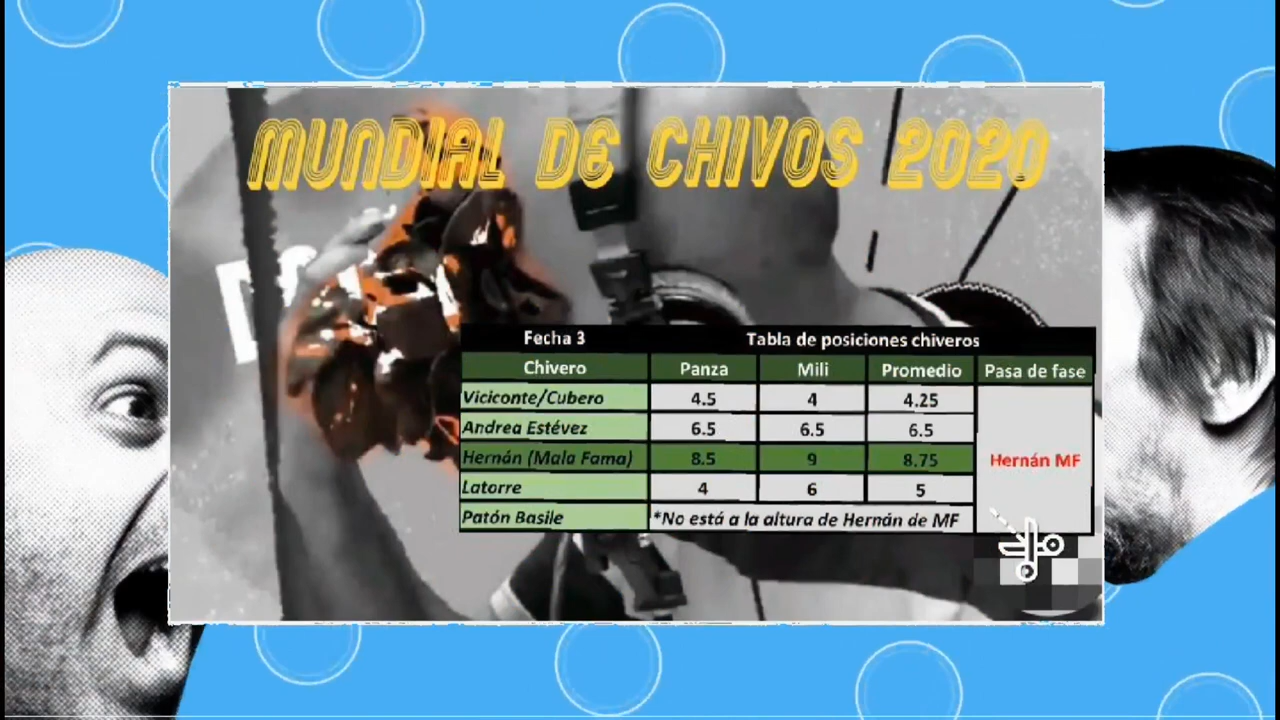 MUNDIAL DE CHIVOS 2020
Fecha 3 Tabla de posiciones chiveros
Chivero Panza Mili Promedio Pasa de fase
Viciconte/Cubero 4.5 4 4.25
Andrea Estévez 6.5 6.5 6.5
Hernán (Mala Fama) 8.5 9 8.75 Hernán MF
Latorre 4 6 5
Patón Basile *No está a la altura de Hernán de MF